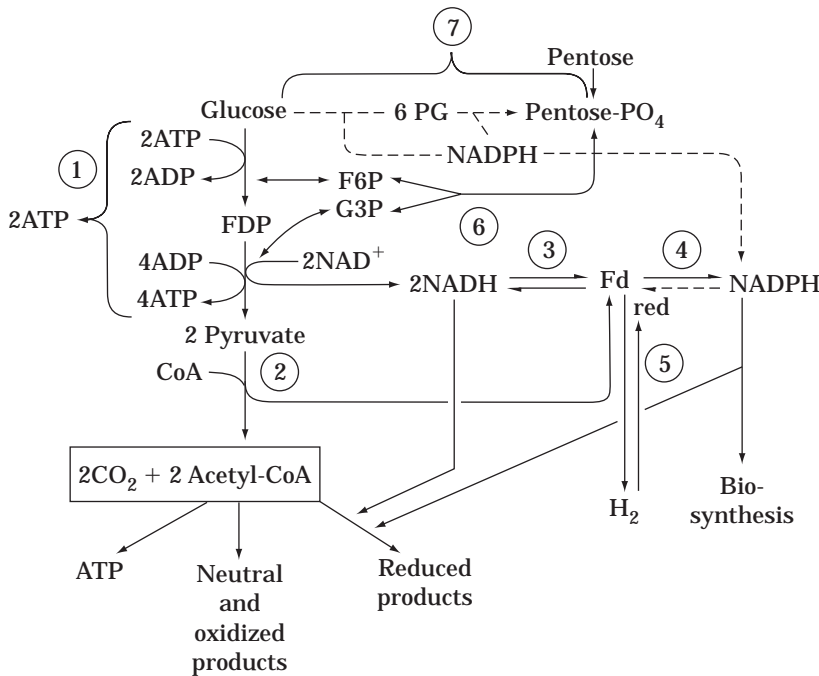 7
Pentose
Glucose 6 PG Pentose-PO4
2ATP
NADPH
1
2ADP
F6P
G3P
2ATP
FDP
6
4ADP
2NAD+
3
4
2NADH
Fd
NADPH
4ATP
red
2 Pyruvate
CoA
2
5
2CO2 + 2 Acetyl-CoA
H2
Bio-
synthesis
ATP
Neutral
and
oxidized
products
Reduced
products